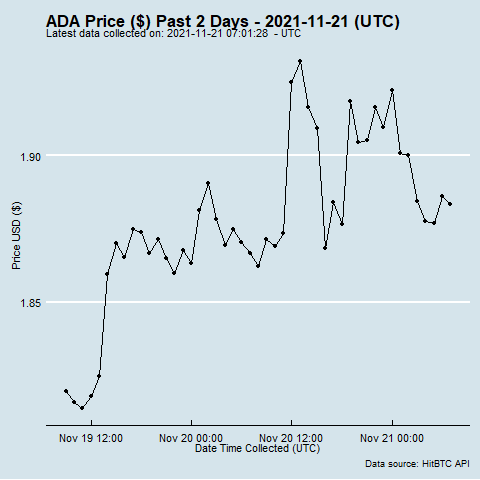 ADA Price ($) Past 2 Days - 2021-11-21 (UTC)
Latest data collected on: 2021-11-21 07:01:28 - UTC
Price USD ($)
1.90
1.85
Nov 19 12:00 Nov 20 00:00 Nov 20 12:00 Nov 21 00:00
Date Time Collected (UTC)
Data source: HitBTC API